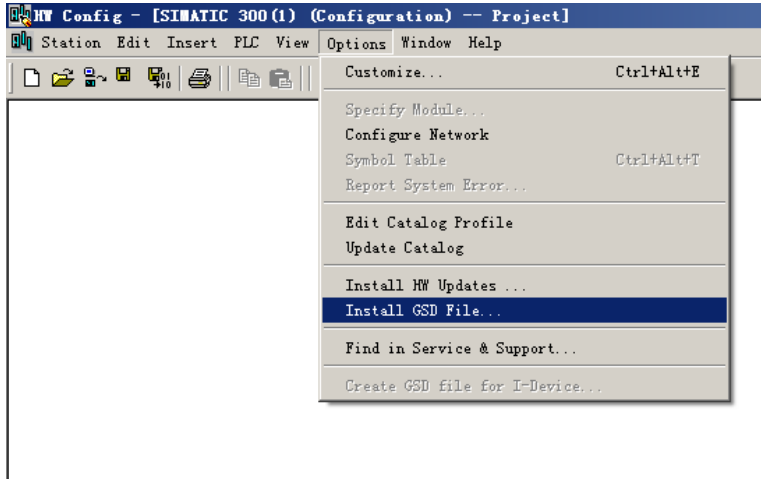 HW Config - [SIMATIC 300(1) (Configuration) -- Project]
Station Edit Insert PLC View Options Window Help
Customize... Ctrl+Alt+E
Specify Module...
Configure Network
Symbol Table Ctrl+Alt+T
Report System Error...
Edit Catalog Profile
Update Catalog
Install HW Updates ...
Install GSD File...
Find in Service & Support...
Create GSD file for I-Device...